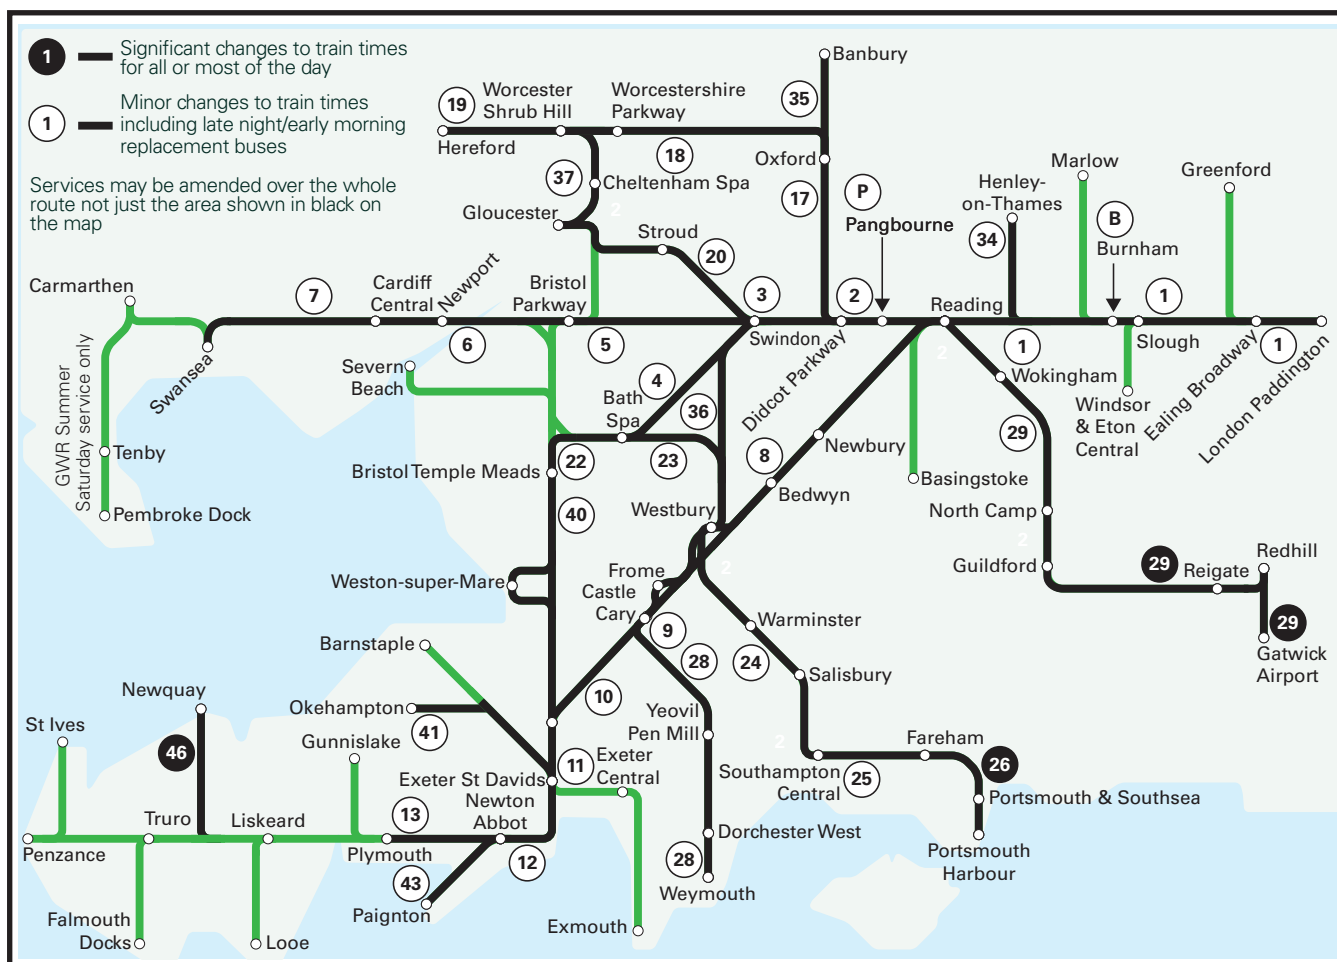 1
Significant changes to train times
for all or most of the day
1
Minor changes to train times
including late night/early morning
replacement buses
Services may be amended over the whole
route not just the area shown in black on
the map
Banbury
35
19
Worcester
Shrub Hill
Worcestershire
Parkway
Hereford
18
Oxford
37
Cheltenham Spa
2
17
P
Pangbourne
Gloucester
Stroud
20
Henley-
on-Thames
34
Marlow
B
Burnham
Greenford
Carmarthen
7
Cardiff
Central
Newport
Bristol
Parkway
3
2
Reading
1
Swansea
6
5
Swindon
Didcot Parkway
2
1
Slough
Ealing Broadway
1
London Paddington
GWR Summer
Saturday service only
Severn
Beach
4
Bath
Spa
36
Wokingham
Windsor
& Eton
Central
29
Newbury
Tenby
Bristol Temple Meads
22
23
8
Bedwyn
Basingstoke
Pembroke Dock
40
Westbury
North Camp
2
Weston-super-Mare
Frome
2
Guildford
29
Reigate
Redhill
Castle
Cary
9
Warminster
29
Gatwick
Airport
Barnstaple
28
24
Salisbury
Newquay
Okehampton
41
10
Yeovil
Pen Mill
2
St Ives
46
Gunnislake
11
Exeter
Central
Fareham
26
Exeter St Davids
Southampton
Central
25
Portsmouth & Southsea
Newton
Abbot
Truro
Liskeard
13
Dorchester West
Penzance
Plymouth
12
28
Weymouth
Portsmouth
Harbour
43
Paignton
Falmouth
Docks
Looe
Exmouth